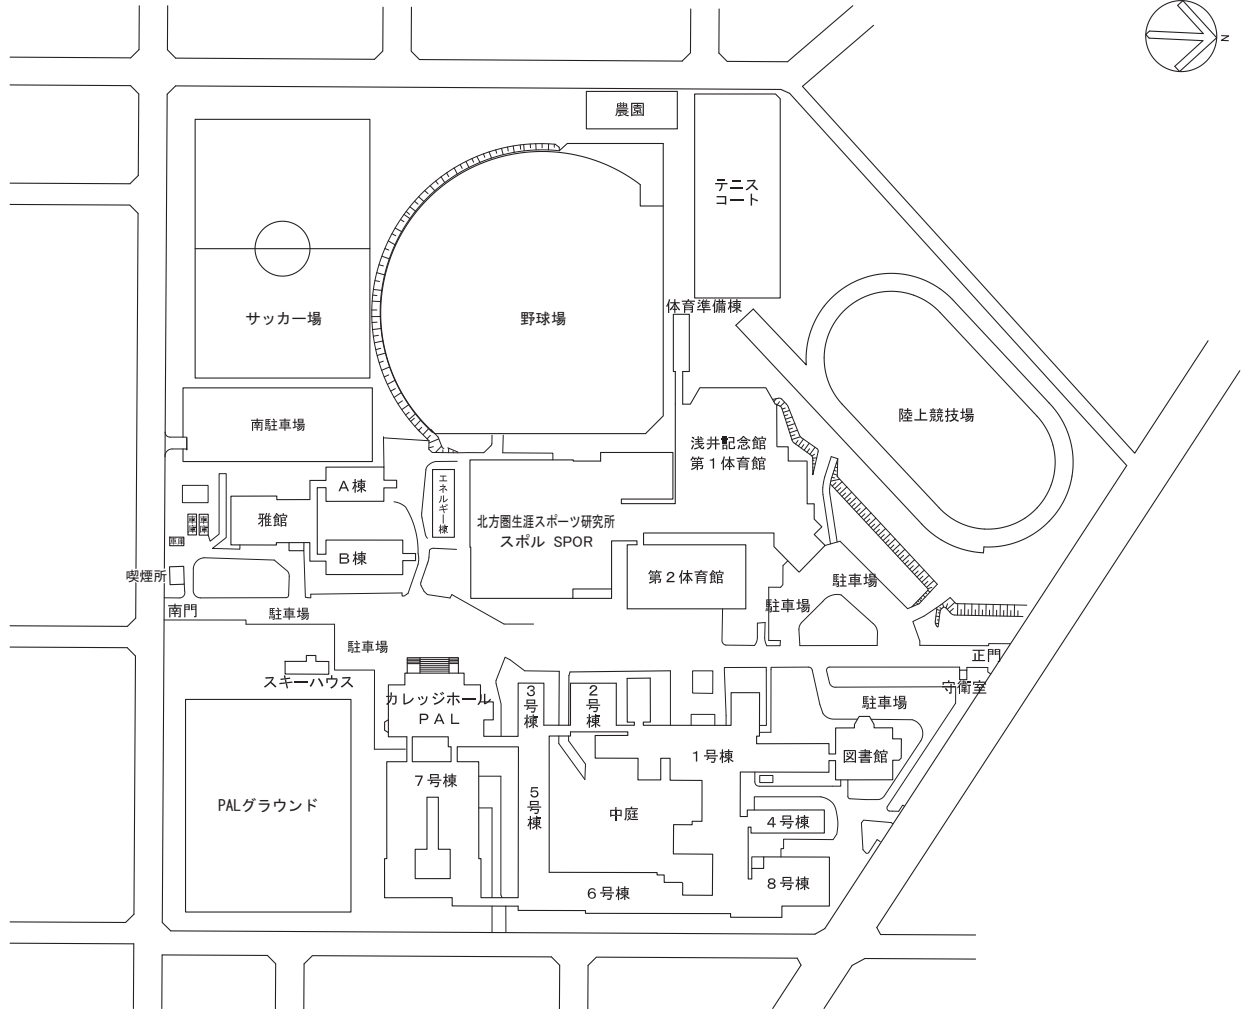 N
農園
テニス
コート
体育準備棟
サッカー場
野球場
陸上競技場
南駐車場
浅井記念館
第1体育館
A棟
エネルギー棟
雅館
北方圏生涯スポーツ研究所
スポル SPOR
B棟
第2体育館
喫煙所
駐車場
南門
駐車場
駐車場
駐車場
正門
スキーハウス
守衛室
カレッジホール
PAL
3号棟
2号棟
駐車場
1号棟
図書館
7号棟
PALグラウンド
5号棟
中庭
4号棟
6号棟
8号棟